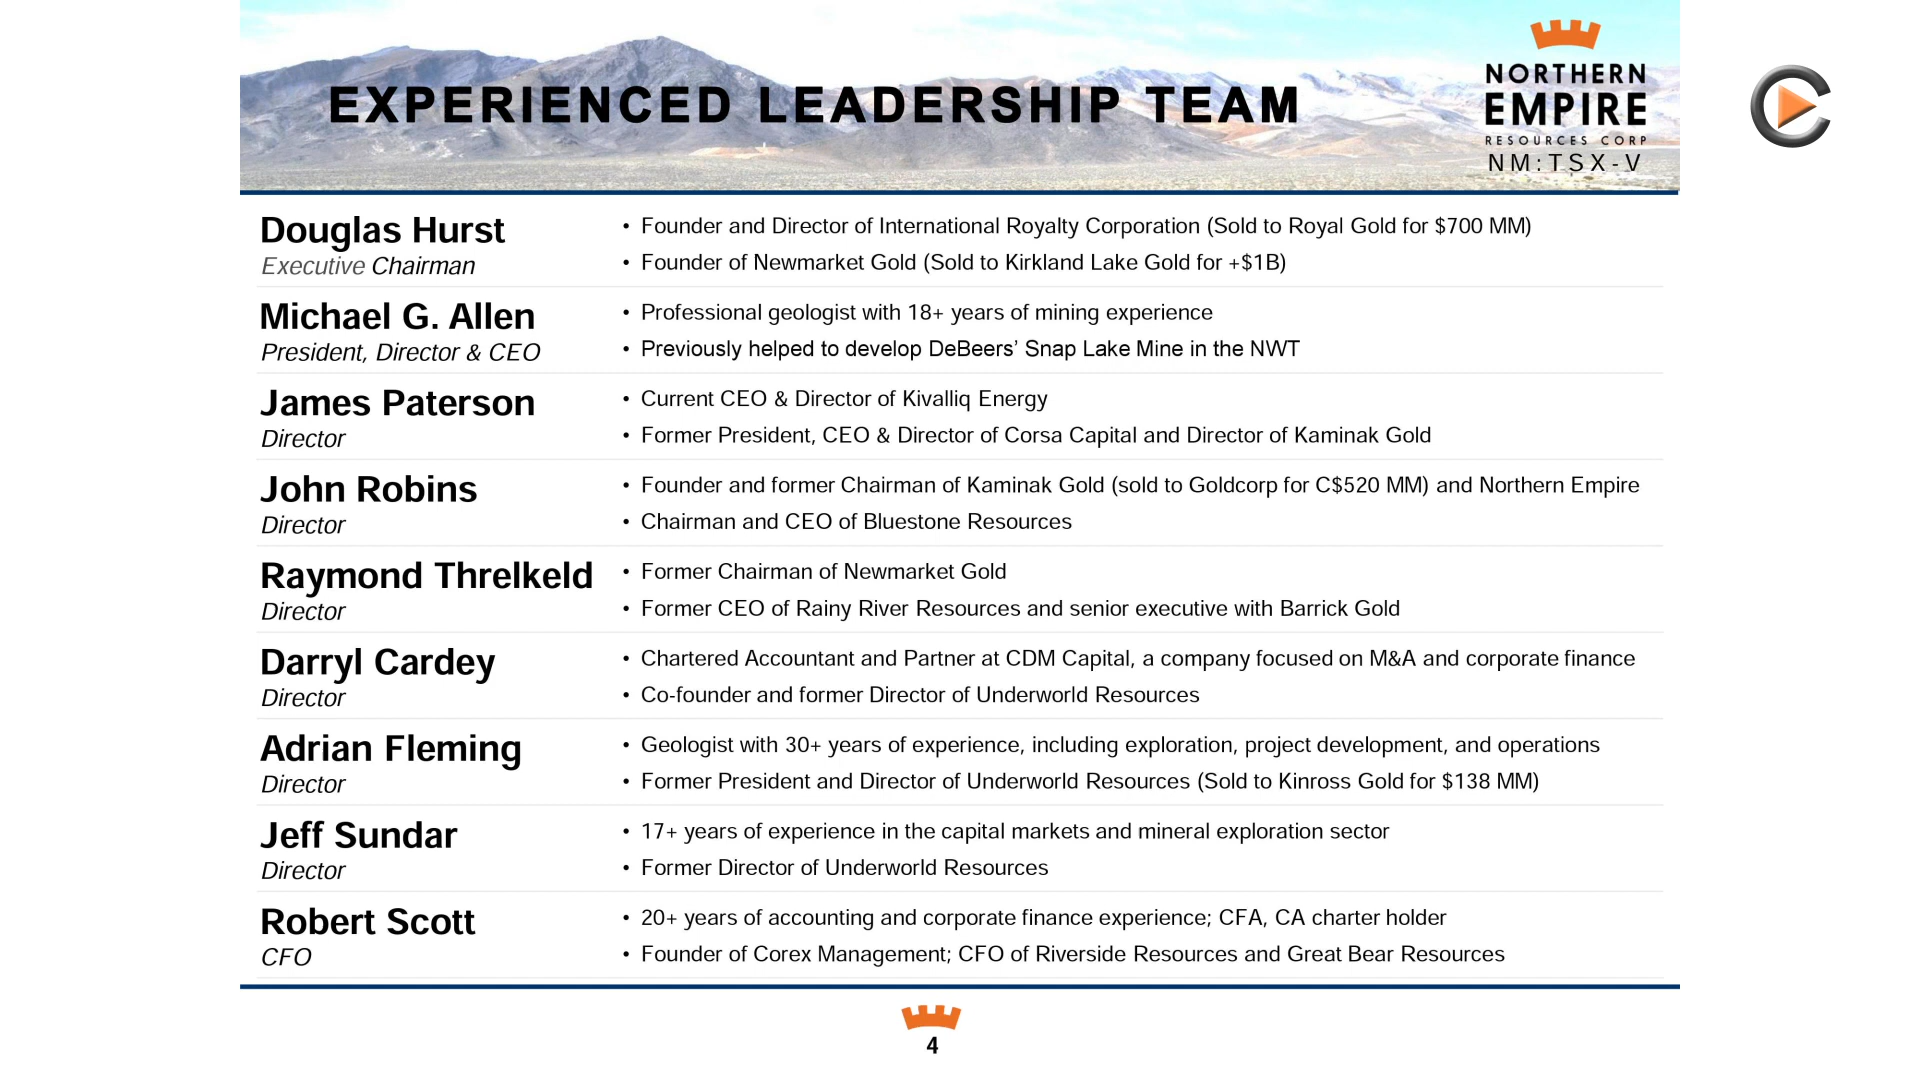 EXPERIENCED LEADERSHIP TEAM
NORTHERN
EMPIRE
RESOURCES CORP
NM:TSX-V
Douglas Hurst
Executive Chairman
• Founder and Director of International Royalty Corporation (Sold to Royal Gold for $700 MM)
• Founder of Newmarket Gold (Sold to Kirkland Lake Gold for +$1B)
Michael G. Allen
President, Director & CEO
• Professional geologist with 18+ years of mining experience
• Previously helped to develop DeBeers’ Snap Lake Mine in the NWT
James Paterson
Director
• Current CEO & Director of Kivalliq Energy
• Former President, CEO & Director of Corsa Capital and Director of Kaminak Gold
John Robins
Director
• Founder and former Chairman of Kaminak Gold (sold to Goldcorp for C$520 MM) and Northern Empire
• Chairman and CEO of Bluestone Resources
Raymond Threlkeld
Director
• Former Chairman of Newmarket Gold
• Former CEO of Rainy River Resources and senior executive with Barrick Gold
Darryl Cardey
Director
• Chartered Accountant and Partner at CDM Capital, a company focused on M&A and corporate finance
• Co-founder and former Director of Underworld Resources
Adrian Fleming
Director
• Geologist with 30+ years of experience, including exploration, project development, and operations
• Former President and Director of Underworld Resources (Sold to Kinross Gold for $138 MM)
Jeff Sundar
Director
• 17+ years of experience in the capital markets and mineral exploration sector
• Former Director of Underworld Resources
Robert Scott
CFO
• 20+ years of accounting and corporate finance experience; CFA, CA charter holder
• Founder of Corex Management; CFO of Riverside Resources and Great Bear Resources
4